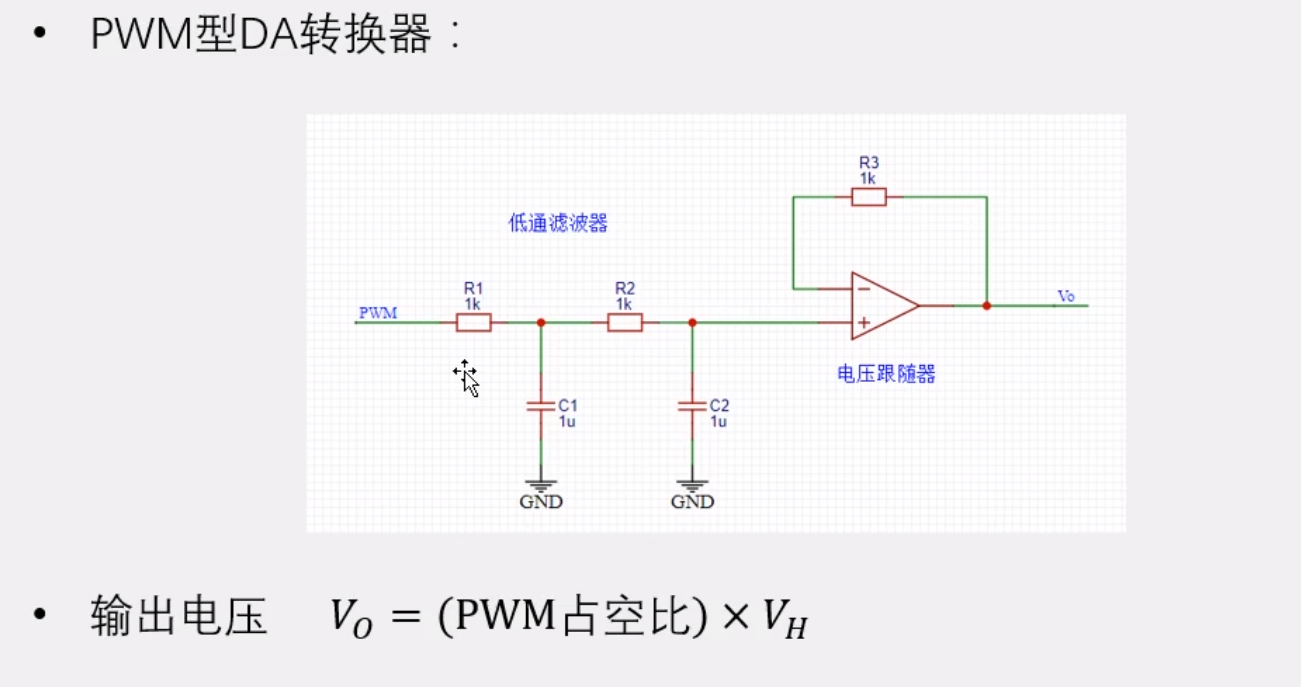 • PWM型DA转换器：
R3
1k
低通滤波器
R1
1k
R2
1k
PWM
Vo
电压跟随器
C1
1u
C2
1u
GND
GND
• 输出电压 V_O = (PWM占空比) × V_H